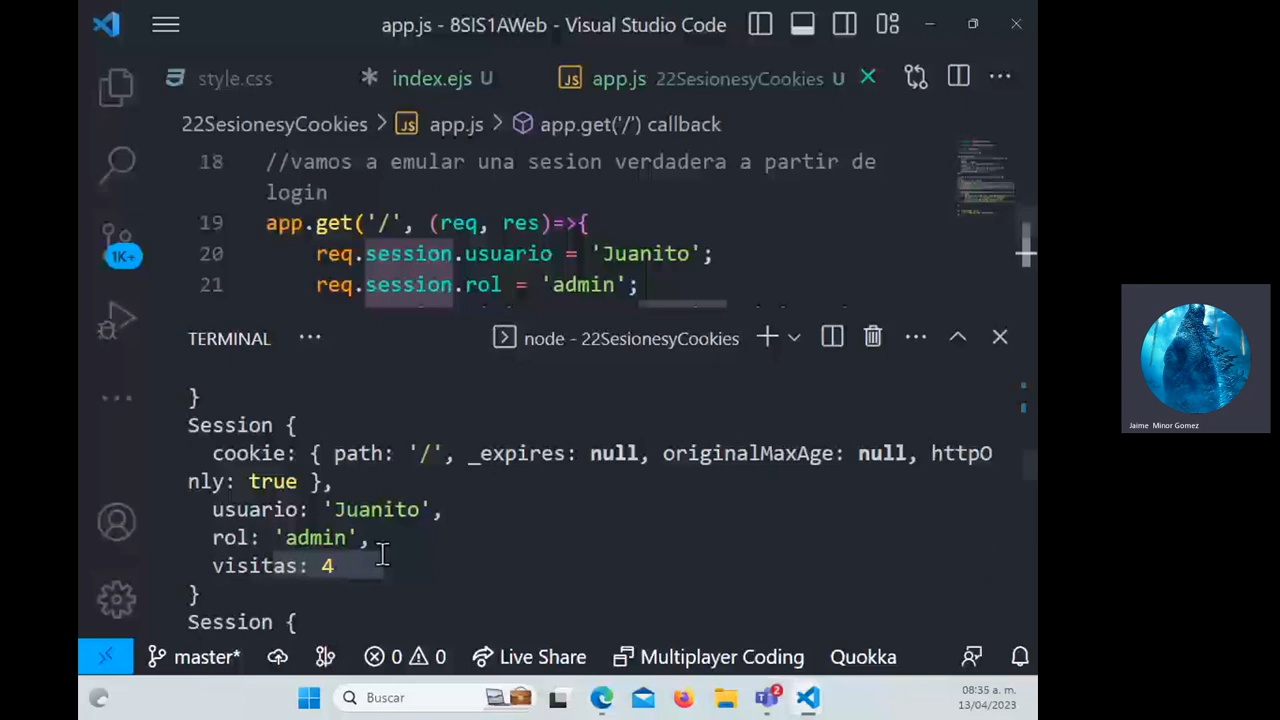 app.js - 8SIS1AWeb - Visual Studio Code
style.css
index.ejs U
JS app.js 22SesionesyCookies U
22SesionesyCookies > JS app.js > app.get('/') callback
18 //vamos a emular una sesion verdadera a partir de
login
19 app.get('/', (req, res)=>{
20 req.session.usuario = 'Juanito';
21 req.session.rol = 'admin';
1K+
TERMINAL
node - 22SesionesyCookies
}
Session {
cookie: { path: '/', _expires: null, originalMaxAge: null, httpO
nly: true },
usuario: 'Juanito',
rol: 'admin',
visitas: 4
}
Session {
master* 0 0 Live Share Multiplayer Coding Quokka
Buscar
2
08:35 a. m.
13/04/2023
Jaime Minor Gomez